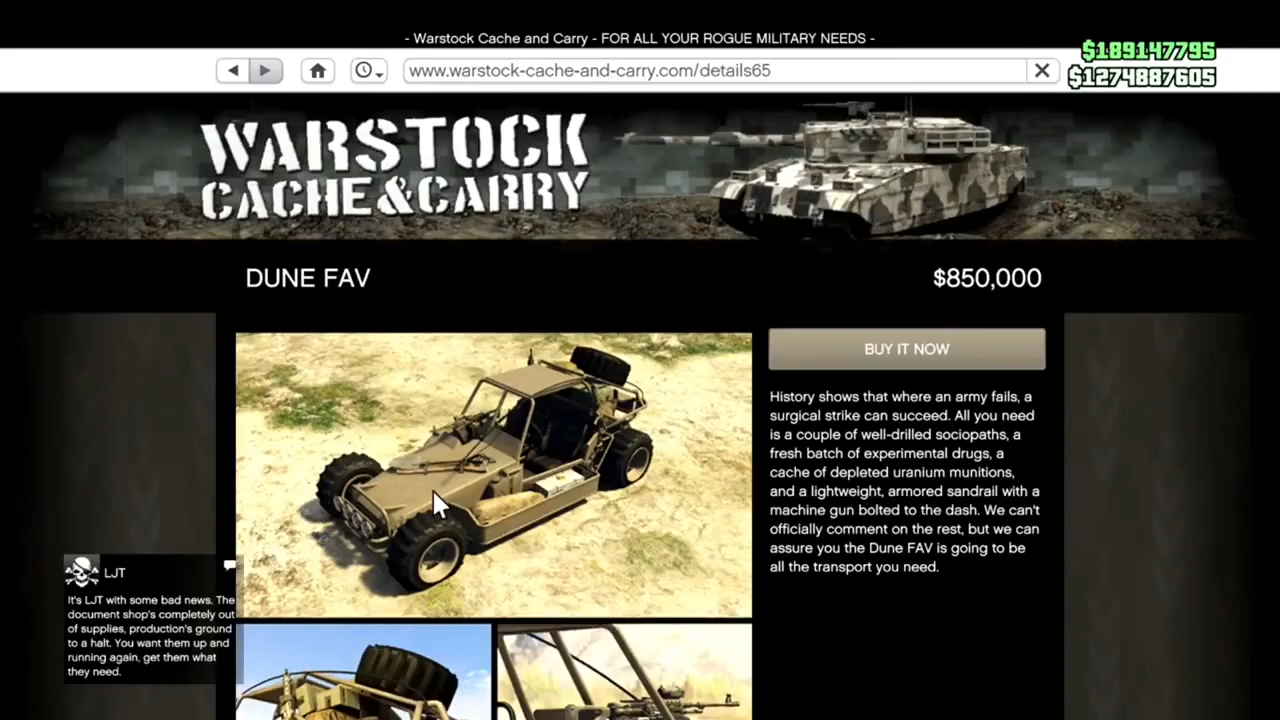 - Warstock Cache and Carry - FOR ALL YOUR ROGUE MILITARY NEEDS -
$189147795
www.warstock-cache-and-carry.com/details65
$1274887605
WARSTOCK
CACHE&CARRY
DUNE FAV
$850,000
BUY IT NOW
History shows that where an army fails, a
surgical strike can succeed. All you need
is a couple of well-drilled sociopaths, a
fresh batch of experimental drugs, a
cache of depleted uranium munitions,
and a lightweight, armored sandrail with a
machine gun bolted to the dash. We can't
officially comment on the rest, but we can
assure you the Dune FAV is going to be
all the transport you need.
LJT
It's LJT with some bad news. The
document shop's completely out
of supplies, production's ground
to a halt. You want them up and
running again, get them what
they need.